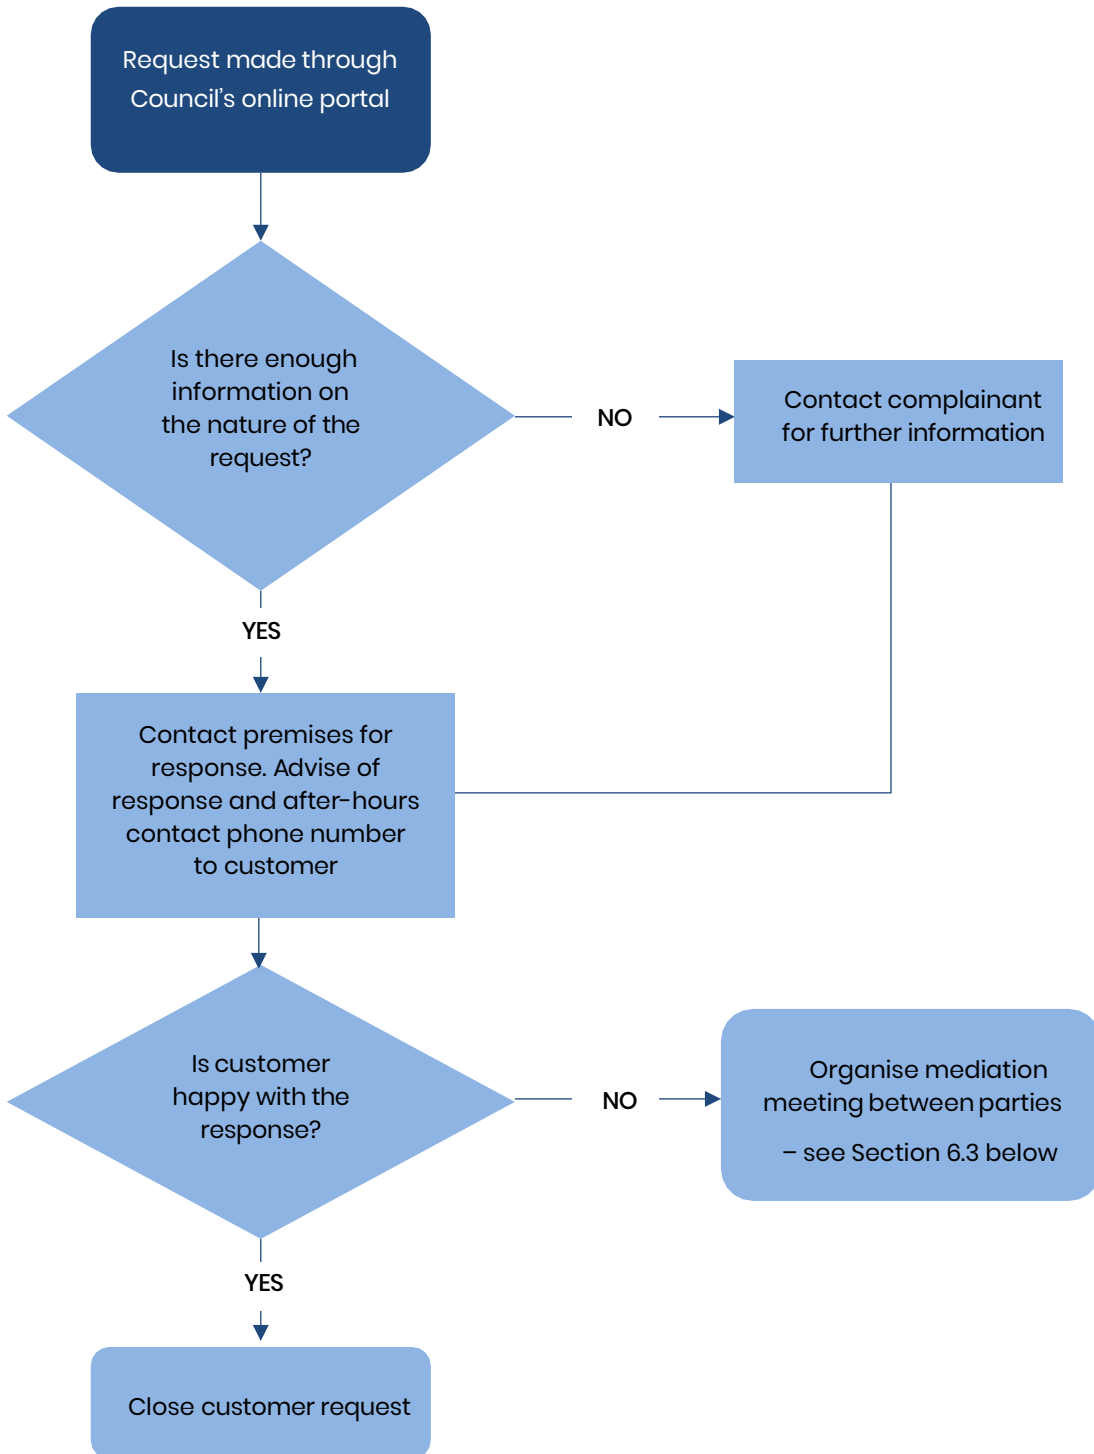 Request made through
Council's online portal
Is there enough
information on
the nature of the
request?
NO
Contact complainant
for further information
YES
Contact premises for
response. Advise of
response and after-hours
contact phone number
to customer
Is customer
happy with the
response?
NO
Organise mediation
meeting between parties
– see Section 6.3 below
YES
Close customer request